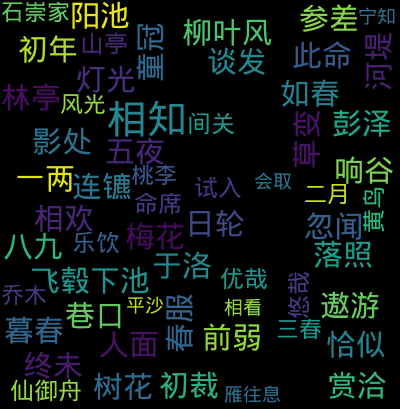 石崇家
阳池
童冠
柳叶风
参差
宁知
初年
山亭
谈发
此命
河提
灯光
林亭
风光
如春
相知
间关
草变
彭泽
影处
五夜
响谷
一两
连镳
桃李
试入
会取
二月
黄鸟
命席
相欢
梅花
日轮
忽闻
八九
乐饮
落照
飞毂下池
于洛
优哉
悠哉
乔木
巷口
平沙
春服
相看
遨游
暮春
人面
前弱
三春
恰似
终未
仙御舟
树花
初裁
雁往息
赏洽